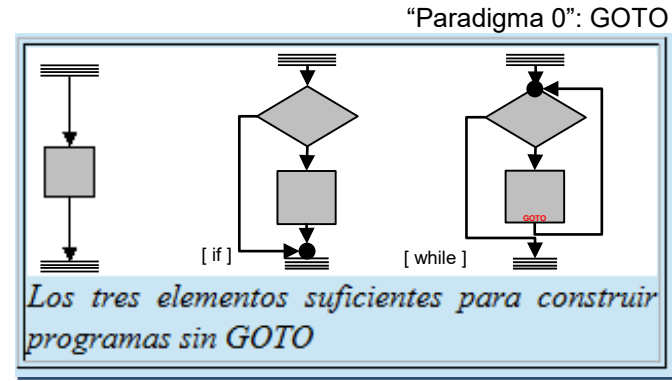 “Paradigma 0”: GOTO
[ if ]
GOTO
[ while ]
Los tres elementos suficientes para construir
programas sin GOTO